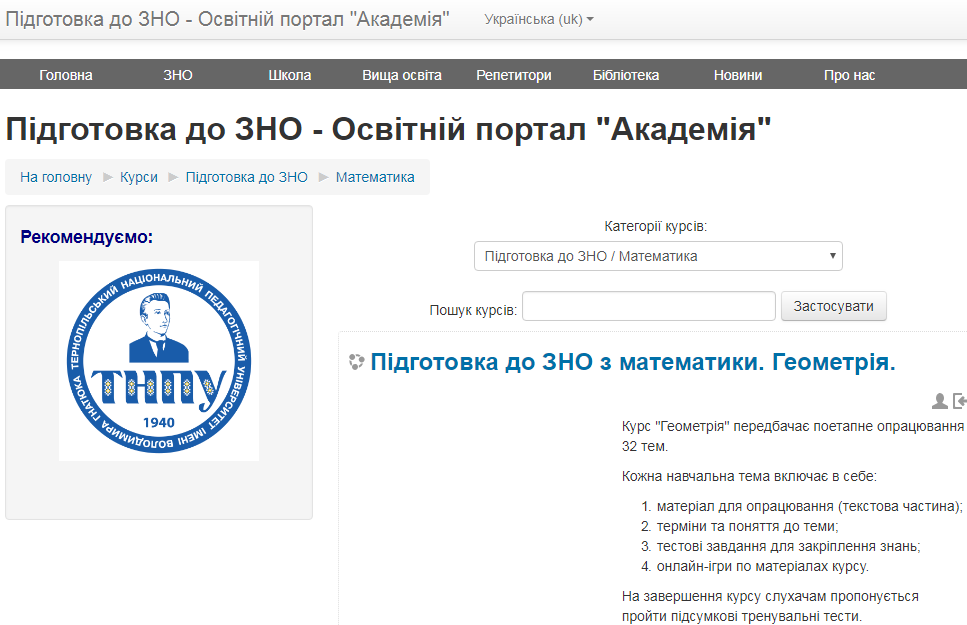 Підготовка до ЗНО - Освітній портал "Академія" Українська (uk)
Головна ЗНО Школа Вища освіта Репетитори Бібліотека Новини Про нас
Підготовка до ЗНО - Освітній портал "Академія"
На головну Курси Підготовка до ЗНО Математика
Рекомендуємо:
ТЕРНОПІЛЬСЬКИЙ НАЦІОНАЛЬНИЙ ПЕДАГОГІЧНИЙ УНІВЕРСИТЕТ ІМЕНІ ВОЛОДИМИРА ГНАТЮКА
ТНПУ
1940
Категорії курсів:
Підготовка до ЗНО / Математика
Пошук курсів: Застосувати
Підготовка до ЗНО з математики. Геометрія.
Курс "Геометрія" передбачає поетапне опрацювання
32 тем.
Кожна навчальна тема включає в себе:
1. матеріал для опрацювання (текстова частина);
2. терміни та поняття до теми;
3. тестові завдання для закріплення знань;
4. онлайн-ігри по матеріалах курсу.
На завершення курсу слухачам пропонується
пройти підсумкові тренувальні тести.